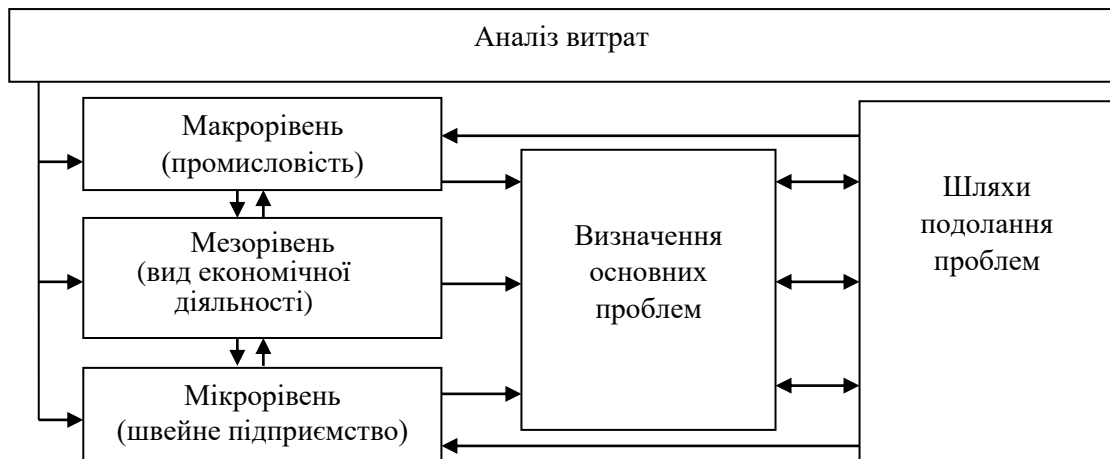 Аналіз витрат
Макрорівень
(промисловість)
Мезорівень
(вид економічної
діяльності)
Мікрорівень
(швейне підприємство)
Визначення
основних
проблем
Шляхи
подолання
проблем